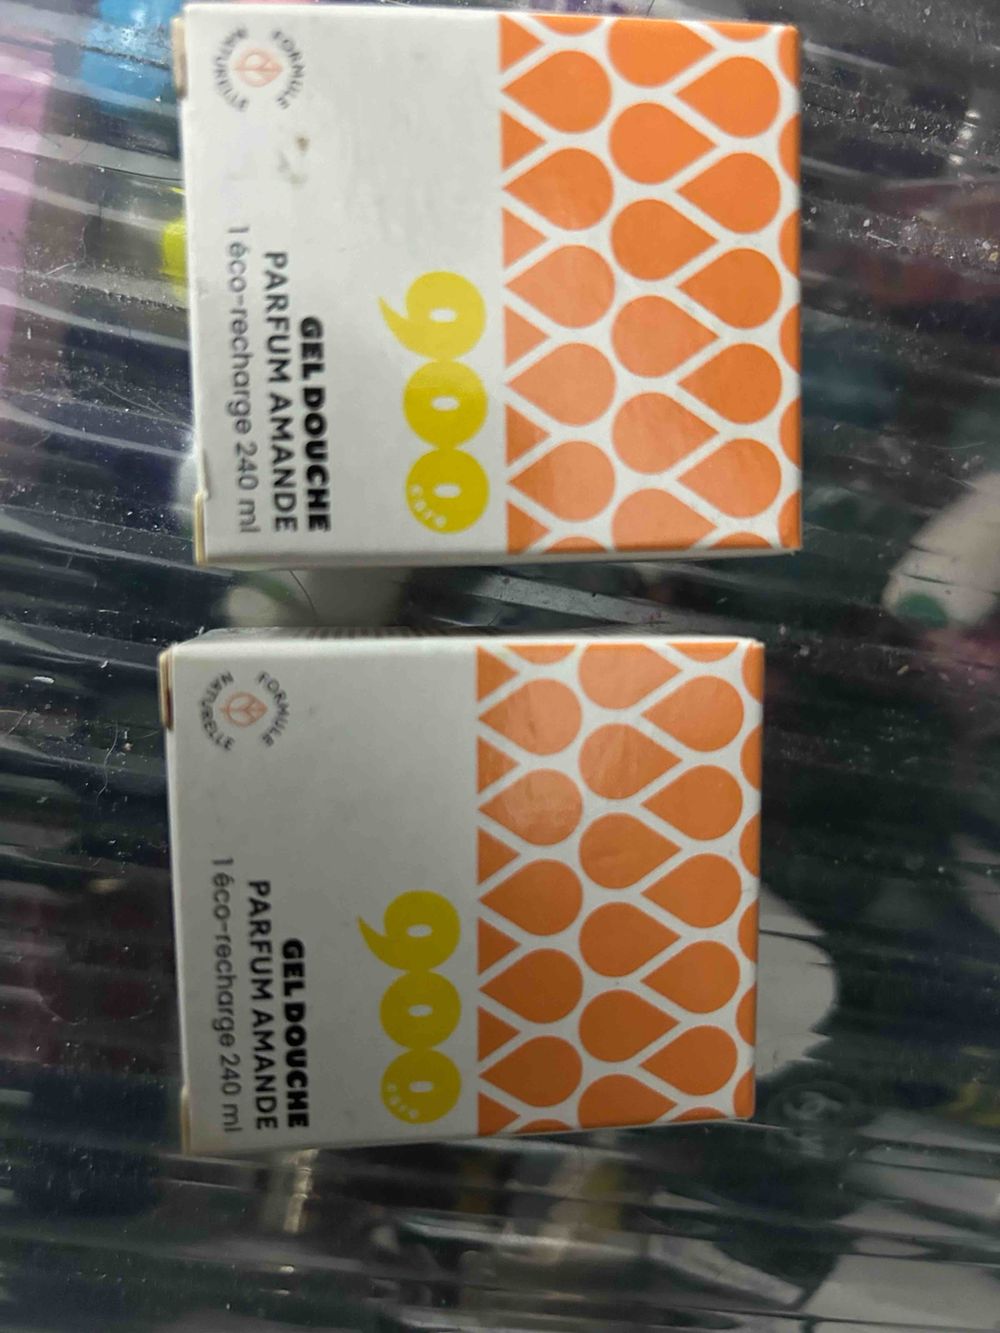 900
.care
GEL DOUCHE
PARFUM AMANDE
1 éco-recharge 240 ml
FORMULE
NATURELLE
900
.care
GEL DOUCHE
PARFUM AMANDE
1 éco-recharge 240 ml
FORMULE
NATURELLE